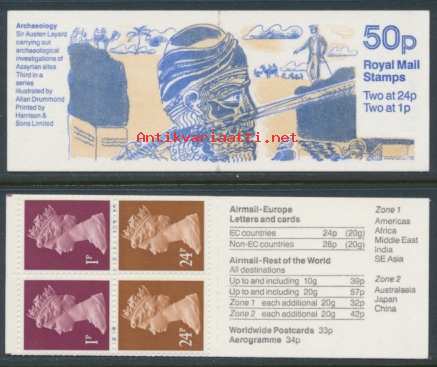 Archaeology
Sir Austen Layard
carrying out
archaeological
investigations of
Assyrian sites
Third in a
series
Illustrated by
Allan Drummond
Printed by
Harrison &
Sons Limited
50p
Royal Mail
Stamps
Two at 24p
Two at 1p
Antikvariaatti.net
1P
24P
1P
24P
Airmail–Europe
Letters and cards
EC countries 24p (20g)
Non-EC countries 28p (20g)
Airmail–Rest of the World
All destinations
Up to and including 10g 39p
Up to and including 20g 57p
Zone 1 each additional 20g 32p
Zone 2 each additional 20g 42p
Worldwide Postcards 33p
Aerogramme 34p
Zone 1
Americas
Africa
Middle East
India
SE Asia
Zone 2
Australasia
Japan
China